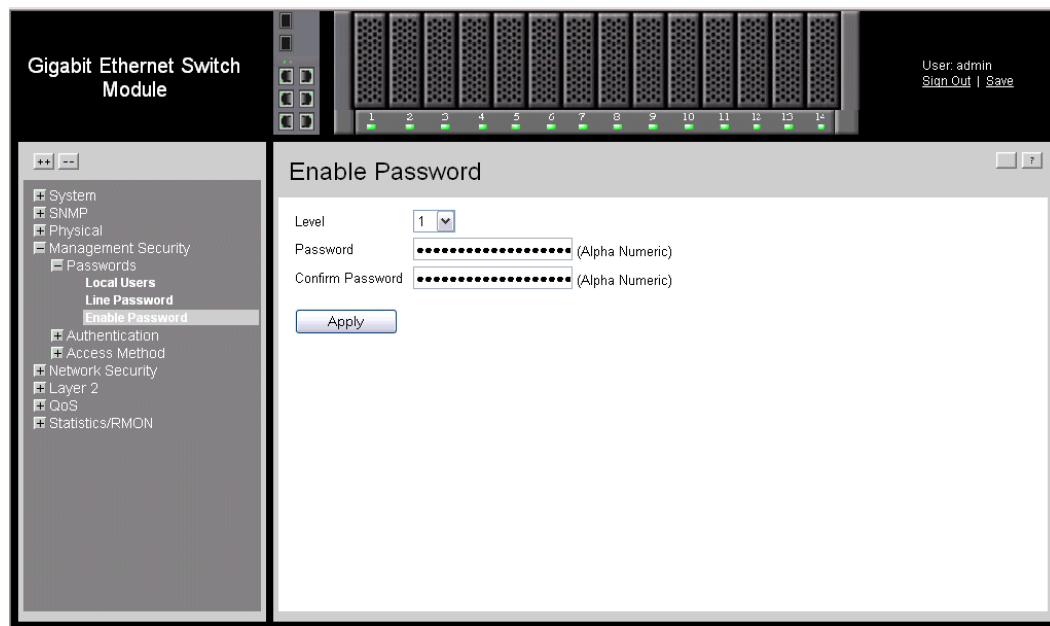 Gigabit Ethernet Switch
Module
1 2 3 4 5 6 7 8 9 10 11 12 13 14
User: admin
Sign Out | Save
++ --
System
SNMP
Physical
Management Security
Passwords
Local Users
Line Password
Enable Password
Authentication
Access Method
Network Security
Layer 2
QoS
Statistics/RMON
Enable Password
?
Level 1
Password (Alpha Numeric)
Confirm Password (Alpha Numeric)
Apply